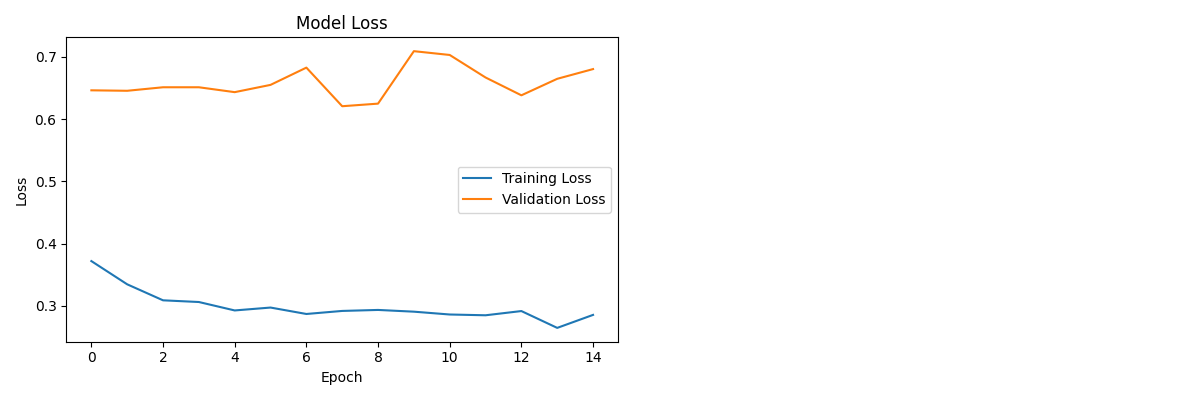 Model Loss
0.7
0.6
0.5
0.4
0.3
Loss
Training Loss
Validation Loss
0 2 4 6 8 10 12 14
Epoch